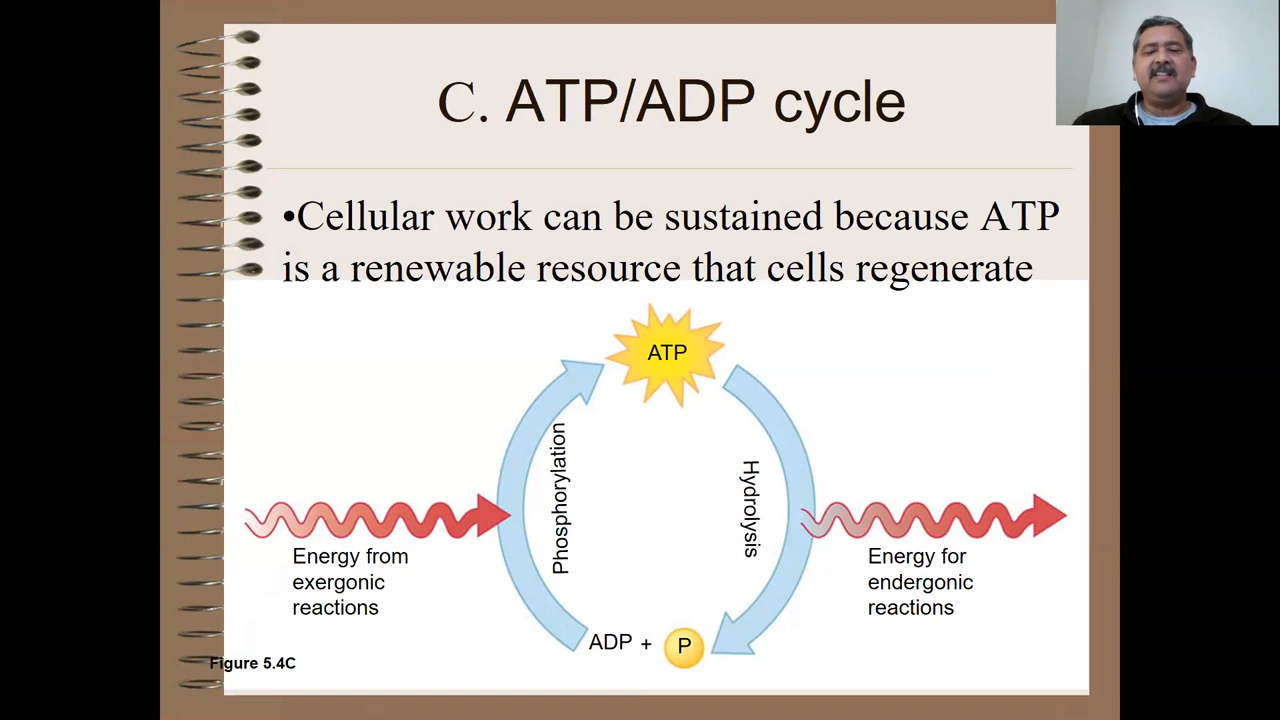 C. ATP/ADP cycle
•Cellular work can be sustained because ATP
is a renewable resource that cells regenerate
ATP
Phosphorylation
Hydrolysis
Energy from
exergonic
reactions
Energy for
endergonic
reactions
ADP + P
Figure 5.4C